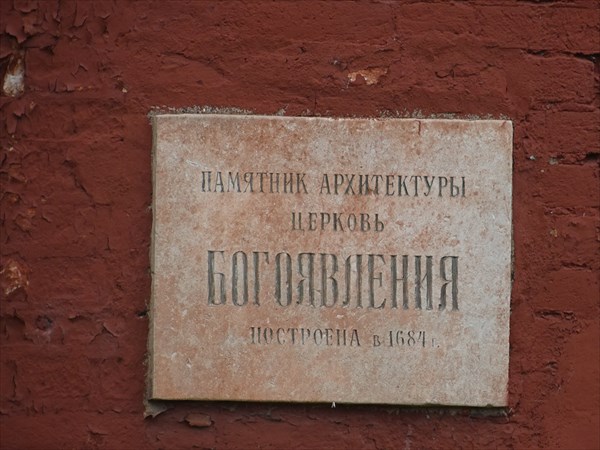 ПАМЯТНИК АРХИТЕКТУРЫ
ЦЕРКОВЬ
БОГОЯВЛЕНИЯ
ПОСТРОЕНА в 1684 г.